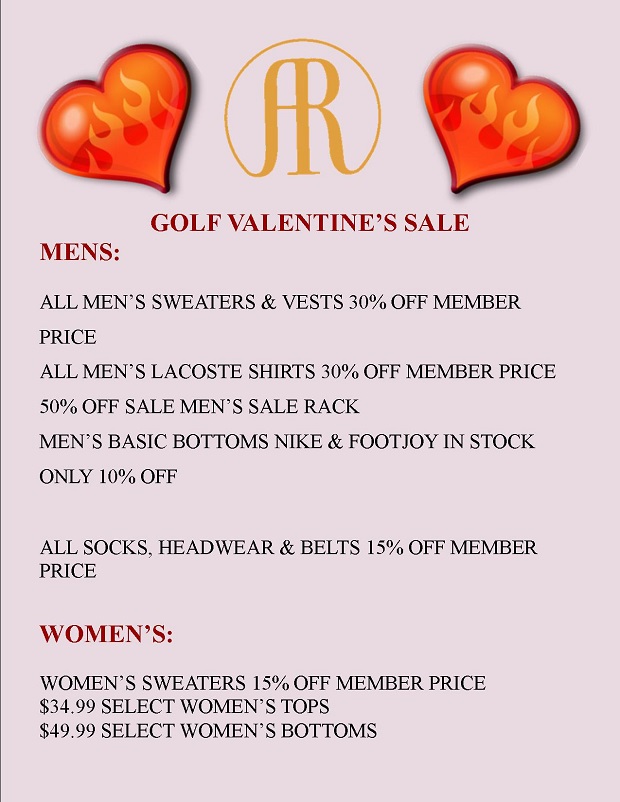 AR
GOLF VALENTINE’S SALE
MENS:
ALL MEN’S SWEATERS & VESTS 30% OFF MEMBER
PRICE
ALL MEN’S LACOSTE SHIRTS 30% OFF MEMBER PRICE
50% OFF SALE MEN’S SALE RACK
MEN’S BASIC BOTTOMS NIKE & FOOTJOY IN STOCK
ONLY 10% OFF
ALL SOCKS, HEADWEAR & BELTS 15% OFF MEMBER
PRICE
WOMEN’S:
WOMEN’S SWEATERS 15% OFF MEMBER PRICE
$34.99 SELECT WOMEN’S TOPS
$49.99 SELECT WOMEN’S BOTTOMS